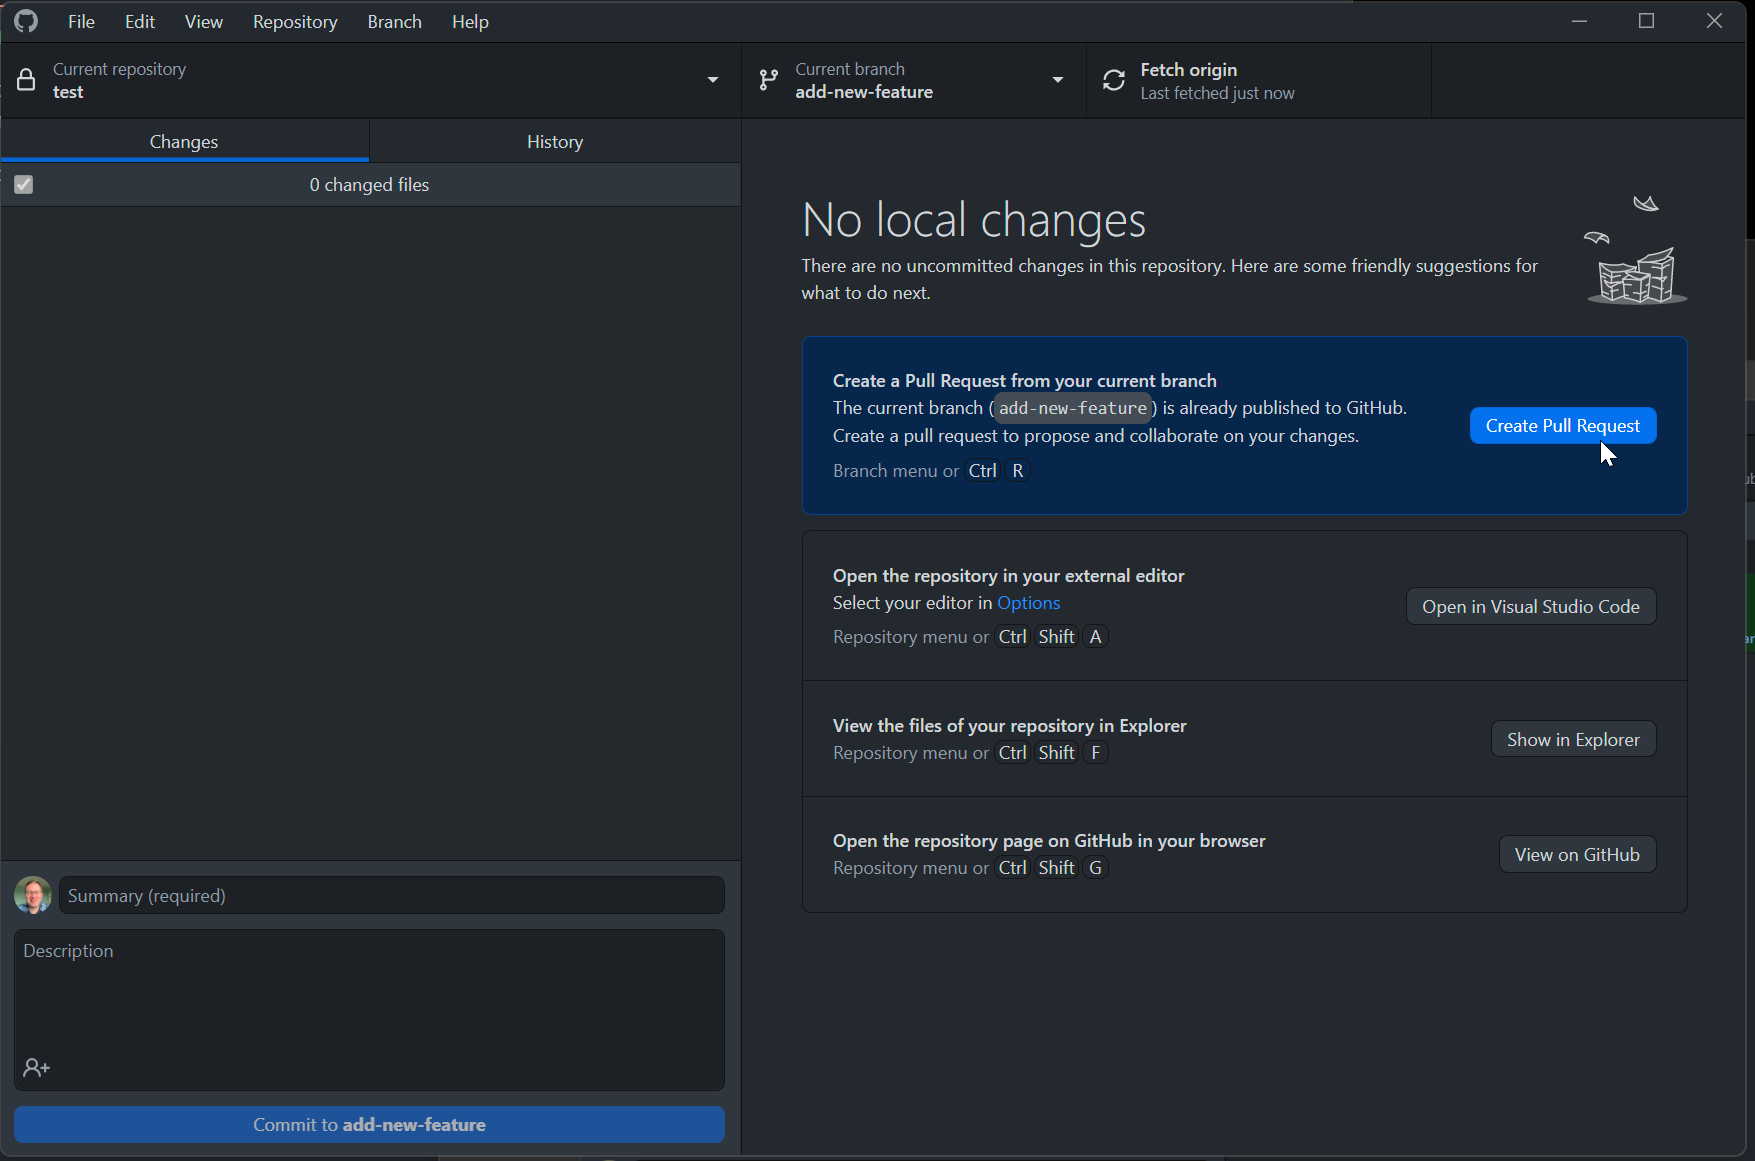 File Edit View Repository Branch Help
Current repository
test
Current branch
add-new-feature
Fetch origin
Last fetched just now
Changes
History
0 changed files
No local changes
There are no uncommitted changes in this repository. Here are some friendly suggestions for
what to do next.
Create a Pull Request from your current branch
The current branch (add-new-feature) is already published to GitHub.
Create a pull request to propose and collaborate on your changes.
Branch menu or Ctrl R
Create Pull Request
Open the repository in your external editor
Select your editor in Options
Repository menu or Ctrl Shift A
Open in Visual Studio Code
View the files of your repository in Explorer
Repository menu or Ctrl Shift F
Show in Explorer
Open the repository page on GitHub in your browser
Repository menu or Ctrl Shift G
View on GitHub
Summary (required)
Description
Commit to add-new-feature